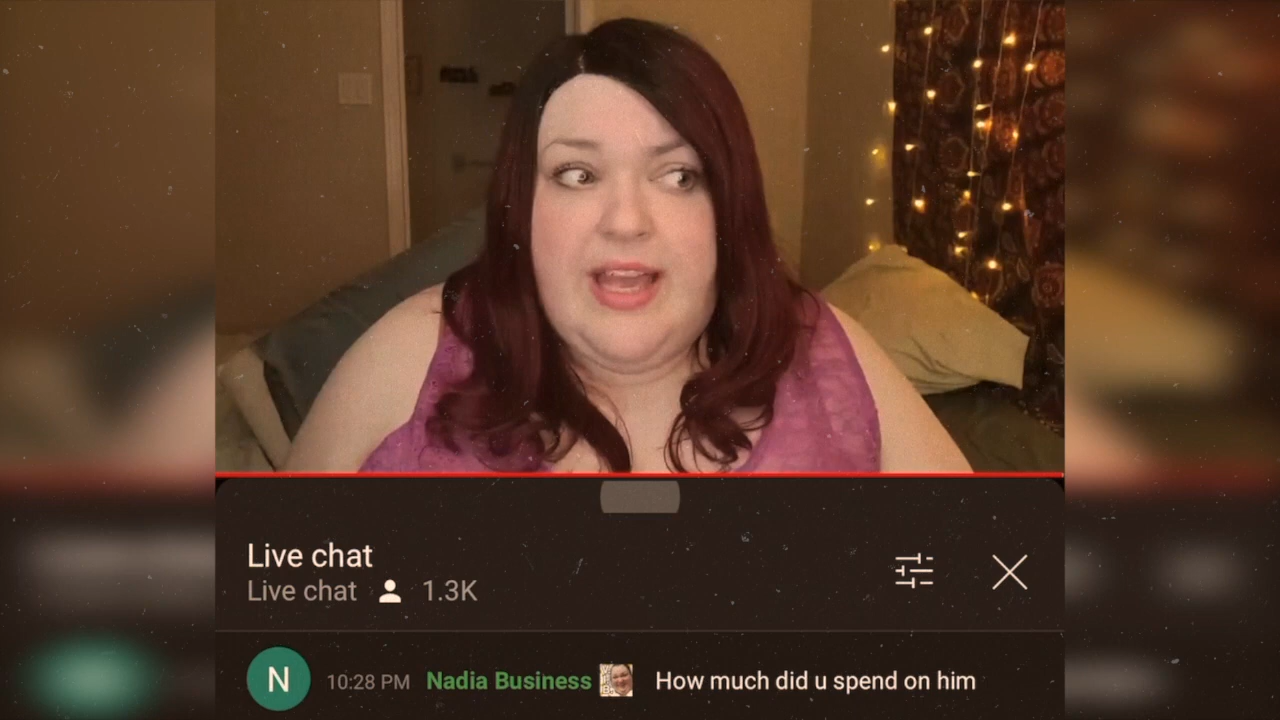 Live chat
Live chat 1.3K
N 10:28 PM Nadia Business How much did u spend on him